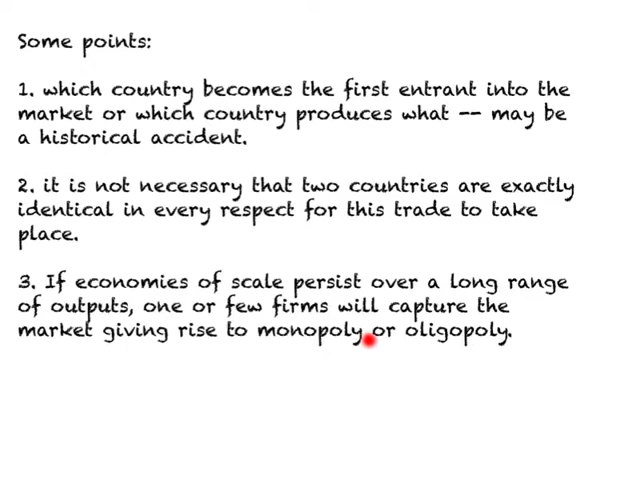 Some points:
1. which country becomes the first entrant into the
market or which country produces what -- may be
a historical accident.
2. it is not necessary that two countries are exactly
identical in every respect for this trade to take
place.
3. If economies of scale persist over a long range
of outputs, one or few firms will capture the
market giving rise to monopoly or oligopoly.